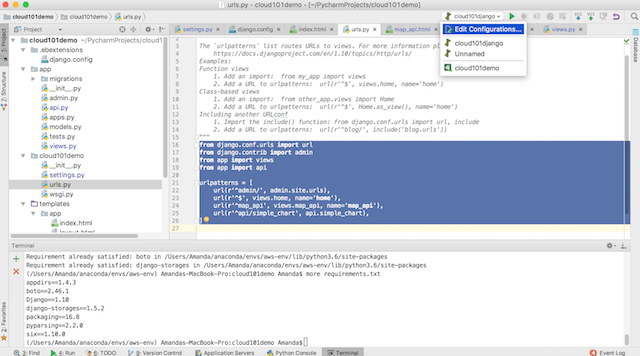 urls.py — cloud101demo
cloud101demo
cloud101demo
urls.py
cloud101django
Edit Configurations...
cloud101django
Unnamed
cloud101demo
Project
settings.py
index.html
urls.py
map_api.html
views.py
cloud101demo ~/PycharmProjects/cloud1
.ebextensions
django.config
app
migrations
__init__.py
admin.py
api.py
apps.py
models.py
tests.py
views.py
cloud101demo
__init__.py
settings.py
urls.py
wsgi.py
templates
app
index.html
layout.html
The `urlpatterns` list routes URLs to views. For more information pl
https://docs.djangoproject.com/en/1.10/topics/http/urls/
Examples:
Function views
1. Add an import:  from my_app import views
2. Add a URL to urlpatterns:  url(r'^$', views.home, name='home')
Class-based views
1. Add an import:  from other_app.views import Home
2. Add a URL to urlpatterns:  url(r'^$', Home.as_view(), name='home')
Including another URLconf
1. Import the include() function: from django.conf.urls import url, include
2. Add a URL to urlpatterns:  url(r'^blog/', include('blog.urls'))
"""
from django.conf.urls import url
from django.contrib import admin
from app import views
from app import api
urlpatterns = [
url(r'^admin/', admin.site.urls),
url(r'^$', views.home, name='home'),
url(r'^map_api', views.map_api, name='map_api'),
url(r'^api/simple_chart', api.simple_chart),
]
Terminal
Requirement already satisfied: boto in /Users/Amanda/anaconda/envs/aws-env/lib/python3.6/site-packages
Requirement already satisfied: django-storages in /Users/Amanda/anaconda/envs/aws-env/lib/python3.6/site-packages
(/Users/Amanda/anaconda/envs/aws-env) Amandas-MacBook-Pro:cloud101demo Amanda$ more requirements.txt
appdirs==1.4.3
boto==2.46.1
Django==1.10
django-storages==1.5.2
packaging==16.8
pyparsing==2.2.0
six==1.10.0
(/Users/Amanda/anaconda/envs/aws-env) Amandas-MacBook-Pro:cloud101demo Amanda$
3: Find
4: Run
6: TODO
9: Version Control
Application Servers
Python Console
Terminal
Event Log